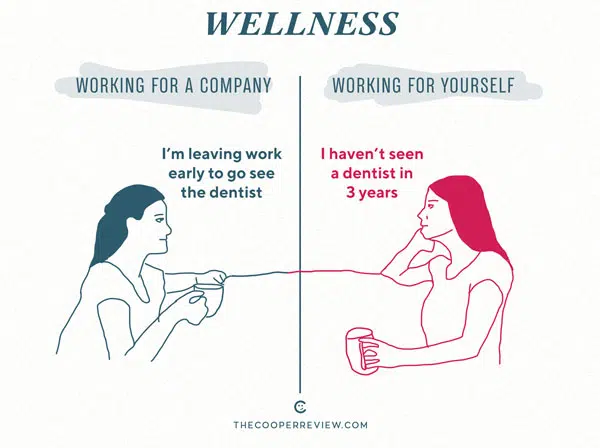 WELLNESS
WORKING FOR A COMPANY
WORKING FOR YOURSELF
I'm leaving work
early to go see
the dentist
I haven't seen
a dentist in
3 years
THECOOPERREVIEW.COM